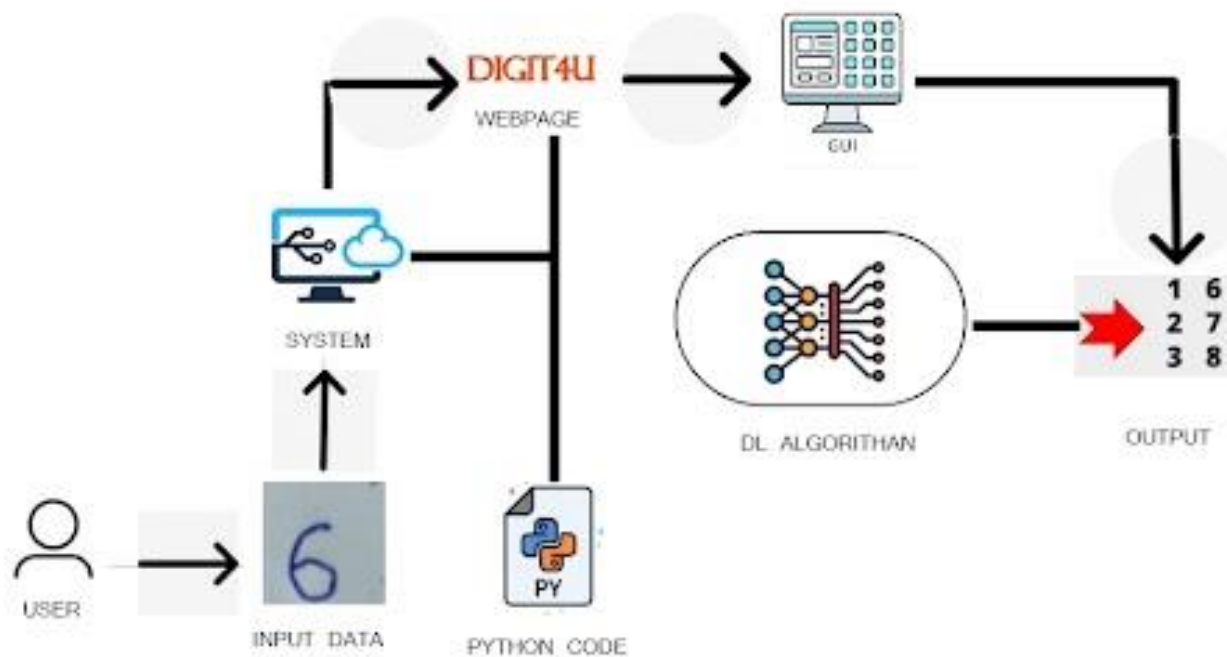 DIGIT4U
WEBPAGE
GUI
SYSTEM
1 6
2 7
3 8
DL ALGORITHAN
OUTPUT
6
PY
USER
INPUT DATA
PYTHON CODE